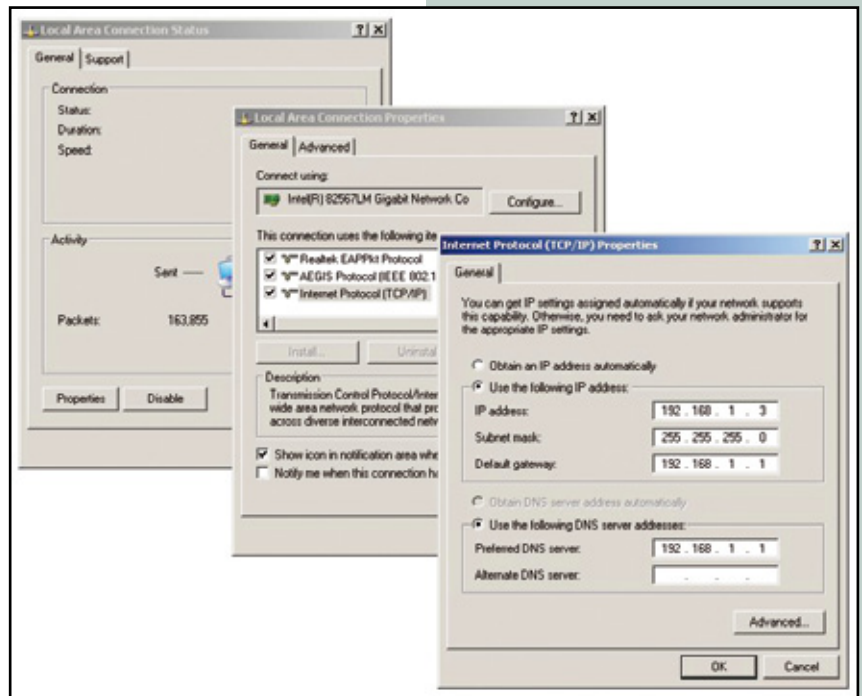 Local Area Connection Status
General
Support
Connection
Status:
Duration:
Speed:
Activity
Sent
Packets:
163,855
Properties
Disable
Local Area Connection Properties
General
Advanced
Connect using:
Intel(R) 82567LM Gigabit Network Co
Configure...
This connection uses the following ite
Realtek EAPPkt Protocol
AEGIS Protocol (IEEE 802.1
Internet Protocol (TCP/IP)
Install...
Uninstal
Description
Transmission Control Protocol/Inter
wide area network protocol that pro
across diverse interconnected netw
Show icon in notification area whe
Notify me when this connection ha
Internet Protocol (TCP/IP) Properties
General
You can get IP settings assigned automatically if your network supports
this capability. Otherwise, you need to ask your network administrator for
the appropriate IP settings.
Obtain an IP address automatically
Use the following IP address:
IP address:
192 . 168 . 1 . 3
Subnet mask:
255 . 255 . 255 . 0
Default gateway:
192 . 168 . 1 . 1
Obtain DNS server address automatically
Use the following DNS server addresses:
Preferred DNS server:
192 . 168 . 1 . 1
Alternate DNS server:
. . .
Advanced...
OK
Cancel